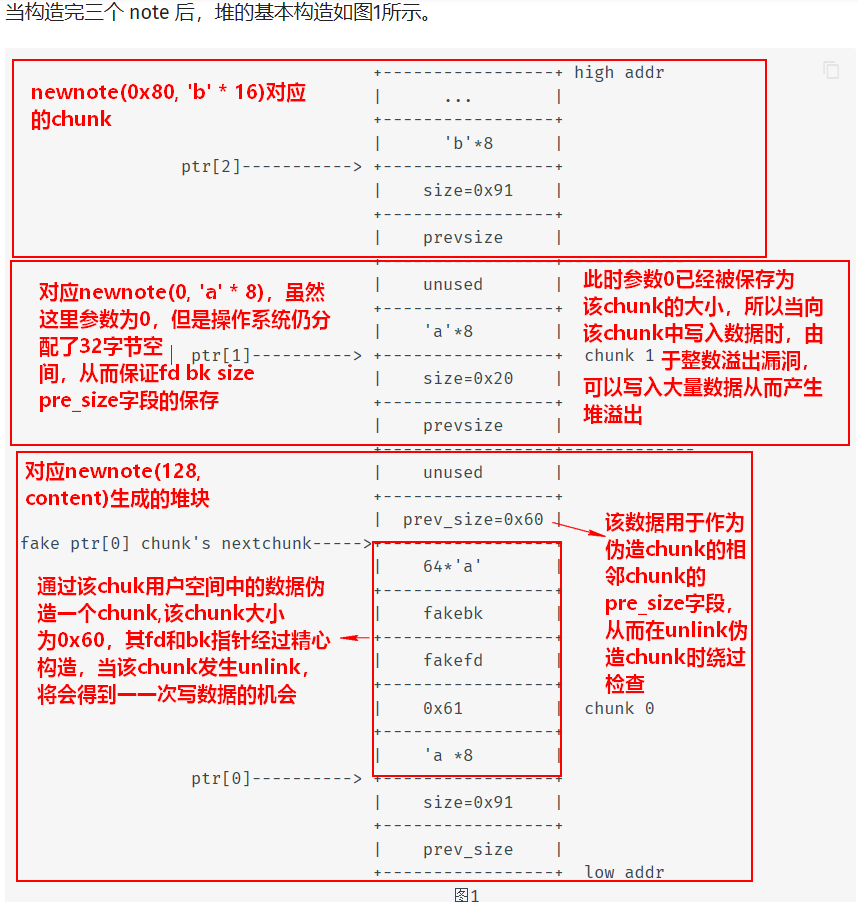 当构造完三个 note 后，堆的基本构造如图1所示。
+-----------------+ high addr
newnote(0x80, 'b' * 16)对应
的chunk
| ... |
+-----------------+
| 'b'*8 |
ptr[2]-----------> +-----------------+
| size=0x91 |
+-----------------+
| prevsize |
+-----------------+------------
对应newnote(0, 'a' * 8)，虽然
这里参数为0，但是操作系统仍分
配了32字节空
间，从而保证fd bk size
pre_size字段的保存
| unused |
+-----------------+
| 'a'*8 |
| ptr[1]----------> +-----------------+ chunk 1
| size=0x20 |
+-----------------+
| prevsize |
此时参数0已经被保存为
该chunk的大小，所以当向
该chunk中写入数据时，由
于整数溢出漏洞，
可以写入大量数据从而产生
堆溢出
+-----------------+-------------
对应newnote(128,
content)生成的堆块
| unused |
+-----------------+
| prev_size=0x60 |
fake ptr[0] chunk's nextchunk----->+-----------------+
| 64*'a' |
+-----------------+
| fakebk |
+-----------------+
| fakefd |
+-----------------+
| 0x61 | chunk 0
+-----------------+
| 'a *8 |
通过该chuk用户空间中的数据伪
造一个chunk,该chunk大小
为0x60，其fd和bk指针经过精心
构造，当该chunk发生unlink，
将会得到一一次写数据的机会
该数据用于作为
伪造chunk的相
邻chunk的
pre_size字段，
从而在unlink伪
造chunk时绕过
检查
ptr[0]----------> +-----------------+
| size=0x91 |
+-----------------+
| prev_size |
+-----------------+ low addr
图1